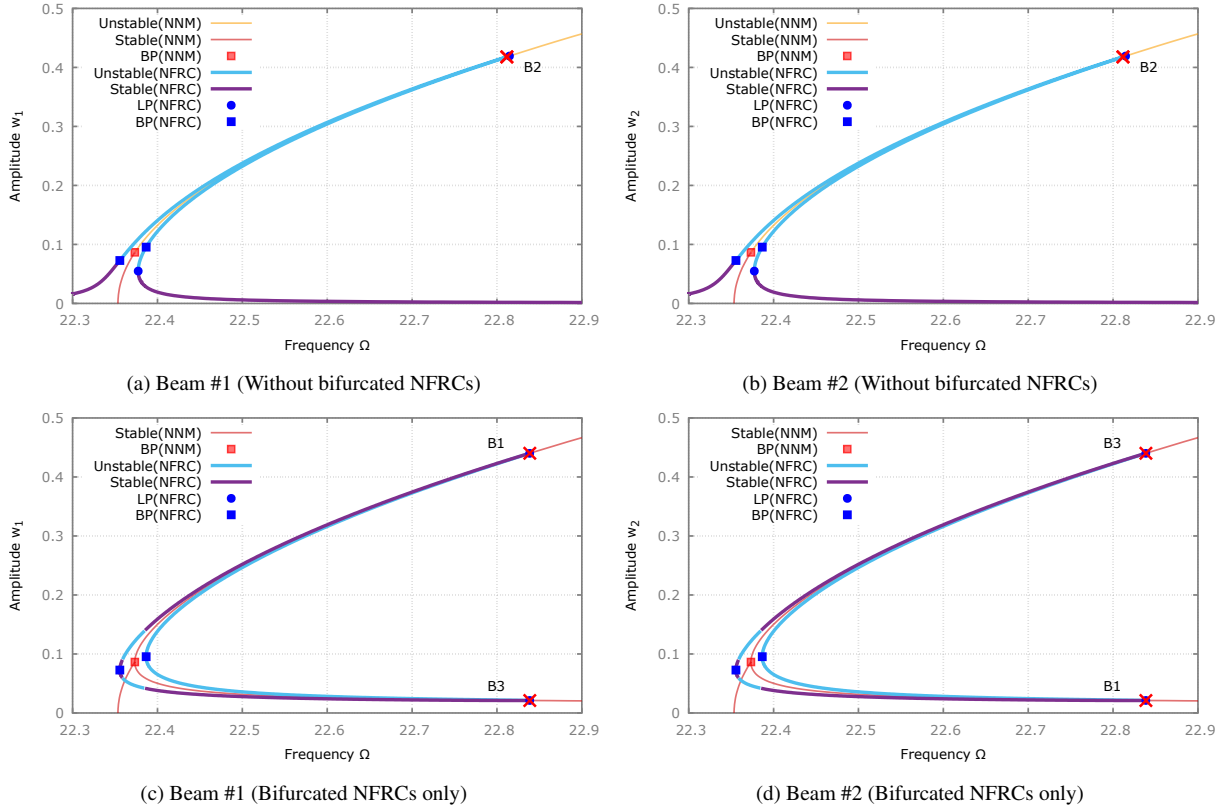 0.5
0.4
0.3
0.2
0.1
0
22.3 22.4 22.5 22.6 22.7 22.8 22.9
Amplitude w1
Frequency Ω
Unstable(NNM)
Stable(NNM)
BP(NNM)
Unstable(NFRC)
Stable(NFRC)
LP(NFRC)
BP(NFRC)
B2
(a) Beam #1 (Without bifurcated NFRCs)
0.5
0.4
0.3
0.2
0.1
0
22.3 22.4 22.5 22.6 22.7 22.8 22.9
Amplitude w2
Frequency Ω
Unstable(NNM)
Stable(NNM)
BP(NNM)
Unstable(NFRC)
Stable(NFRC)
LP(NFRC)
BP(NFRC)
B2
(b) Beam #2 (Without bifurcated NFRCs)
0.5
0.4
0.3
0.2
0.1
0
22.3 22.4 22.5 22.6 22.7 22.8 22.9
Amplitude w1
Frequency Ω
Stable(NNM)
BP(NNM)
Unstable(NFRC)
Stable(NFRC)
LP(NFRC)
BP(NFRC)
B1
B3
(c) Beam #1 (Bifurcated NFRCs only)
0.5
0.4
0.3
0.2
0.1
0
22.3 22.4 22.5 22.6 22.7 22.8 22.9
Amplitude w2
Frequency Ω
Stable(NNM)
BP(NNM)
Unstable(NFRC)
Stable(NFRC)
LP(NFRC)
BP(NFRC)
B3
B1
(d) Beam #2 (Bifurcated NFRCs only)